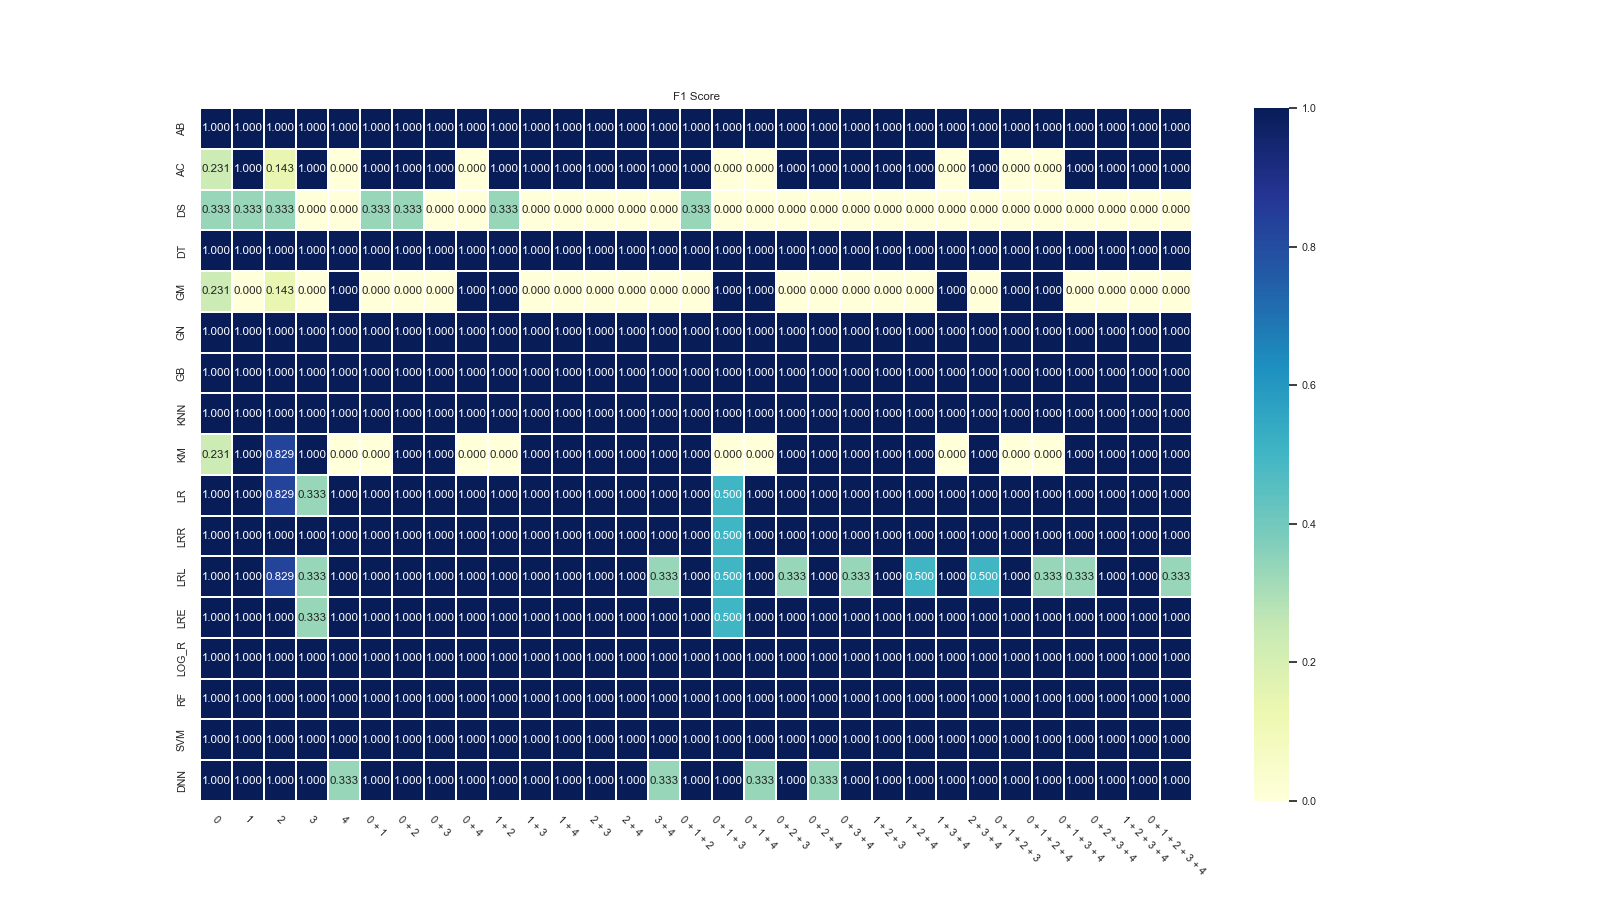 F1 Score
AB 1.000 1.000 1.000 1.000 1.000 1.000 1.000 1.000 1.000 1.000 1.000 1.000 1.000 1.000 1.000 1.000 1.000 1.000 1.000 1.000 1.000 1.000 1.000 1.000 1.000 1.000 1.000 1.000 1.000 1.000 1.000
AC 0.231 1.000 0.143 1.000 0.000 1.000 1.000 1.000 0.000 1.000 1.000 1.000 1.000 1.000 1.000 1.000 0.000 0.000 1.000 1.000 1.000 1.000 1.000 0.000 1.000 0.000 0.000 1.000 1.000 1.000 1.000
DS 0.333 0.333 0.333 0.000 0.000 0.333 0.333 0.000 0.000 0.333 0.000 0.000 0.000 0.000 0.000 0.333 0.000 0.000 0.000 0.000 0.000 0.000 0.000 0.000 0.000 0.000 0.000 0.000 0.000 0.000 0.000
DT 1.000 1.000 1.000 1.000 1.000 1.000 1.000 1.000 1.000 1.000 1.000 1.000 1.000 1.000 1.000 1.000 1.000 1.000 1.000 1.000 1.000 1.000 1.000 1.000 1.000 1.000 1.000 1.000 1.000 1.000 1.000
GM 0.231 0.000 0.143 0.000 1.000 0.000 0.000 0.000 1.000 1.000 0.000 0.000 0.000 0.000 0.000 0.000 1.000 1.000 0.000 0.000 0.000 0.000 0.000 1.000 0.000 1.000 1.000 0.000 0.000 0.000 0.000
GN 1.000 1.000 1.000 1.000 1.000 1.000 1.000 1.000 1.000 1.000 1.000 1.000 1.000 1.000 1.000 1.000 1.000 1.000 1.000 1.000 1.000 1.000 1.000 1.000 1.000 1.000 1.000 1.000 1.000 1.000 1.000
GB 1.000 1.000 1.000 1.000 1.000 1.000 1.000 1.000 1.000 1.000 1.000 1.000 1.000 1.000 1.000 1.000 1.000 1.000 1.000 1.000 1.000 1.000 1.000 1.000 1.000 1.000 1.000 1.000 1.000 1.000 1.000
KNN 1.000 1.000 1.000 1.000 1.000 1.000 1.000 1.000 1.000 1.000 1.000 1.000 1.000 1.000 1.000 1.000 1.000 1.000 1.000 1.000 1.000 1.000 1.000 1.000 1.000 1.000 1.000 1.000 1.000 1.000 1.000
KM 0.231 1.000 0.829 1.000 0.000 0.000 1.000 1.000 0.000 0.000 1.000 1.000 1.000 1.000 1.000 1.000 0.000 0.000 1.000 1.000 1.000 1.000 1.000 0.000 1.000 0.000 0.000 1.000 1.000 1.000 1.000
LR 1.000 1.000 0.829 0.333 1.000 1.000 1.000 1.000 1.000 1.000 1.000 1.000 1.000 1.000 1.000 1.000 0.500 1.000 1.000 1.000 1.000 1.000 1.000 1.000 1.000 1.000 1.000 1.000 1.000 1.000 1.000
LRR 1.000 1.000 1.000 1.000 1.000 1.000 1.000 1.000 1.000 1.000 1.000 1.000 1.000 1.000 1.000 1.000 0.500 1.000 1.000 1.000 1.000 1.000 1.000 1.000 1.000 1.000 1.000 1.000 1.000 1.000 1.000
LRL 1.000 1.000 0.829 0.333 1.000 1.000 1.000 1.000 1.000 1.000 1.000 1.000 1.000 1.000 0.333 1.000 0.500 1.000 0.333 1.000 0.333 1.000 0.500 1.000 0.500 1.000 0.333 0.333 1.000 1.000 0.333
LRE 1.000 1.000 1.000 0.333 1.000 1.000 1.000 1.000 1.000 1.000 1.000 1.000 1.000 1.000 1.000 1.000 0.500 1.000 1.000 1.000 1.000 1.000 1.000 1.000 1.000 1.000 1.000 1.000 1.000 1.000 1.000
LOG_R 1.000 1.000 1.000 1.000 1.000 1.000 1.000 1.000 1.000 1.000 1.000 1.000 1.000 1.000 1.000 1.000 1.000 1.000 1.000 1.000 1.000 1.000 1.000 1.000 1.000 1.000 1.000 1.000 1.000 1.000 1.000
RF 1.000 1.000 1.000 1.000 1.000 1.000 1.000 1.000 1.000 1.000 1.000 1.000 1.000 1.000 1.000 1.000 1.000 1.000 1.000 1.000 1.000 1.000 1.000 1.000 1.000 1.000 1.000 1.000 1.000 1.000 1.000
SVM 1.000 1.000 1.000 1.000 1.000 1.000 1.000 1.000 1.000 1.000 1.000 1.000 1.000 1.000 1.000 1.000 1.000 1.000 1.000 1.000 1.000 1.000 1.000 1.000 1.000 1.000 1.000 1.000 1.000 1.000 1.000
DNN 1.000 1.000 1.000 1.000 0.333 1.000 1.000 1.000 1.000 1.000 1.000 1.000 1.000 1.000 0.333 1.000 1.000 0.333 1.000 0.333 1.000 1.000 1.000 1.000 1.000 1.000 1.000 1.000 1.000 1.000 1.000
0
1
2
3
4
0 + 1
0 + 2
0 + 3
0 + 4
1 + 2
1 + 3
1 + 4
2 + 3
2 + 4
3 + 4
0 + 1 + 2
0 + 1 + 3
0 + 1 + 4
0 + 2 + 3
0 + 2 + 4
0 + 3 + 4
1 + 2 + 3
1 + 2 + 4
1 + 3 + 4
2 + 3 + 4
0 + 1 + 2 + 3
0 + 1 + 2 + 4
0 + 1 + 3 + 4
0 + 2 + 3 + 4
1 + 2 + 3 + 4
0 + 1 + 2 + 3 + 4
1.0
0.8
0.6
0.4
0.2
0.0